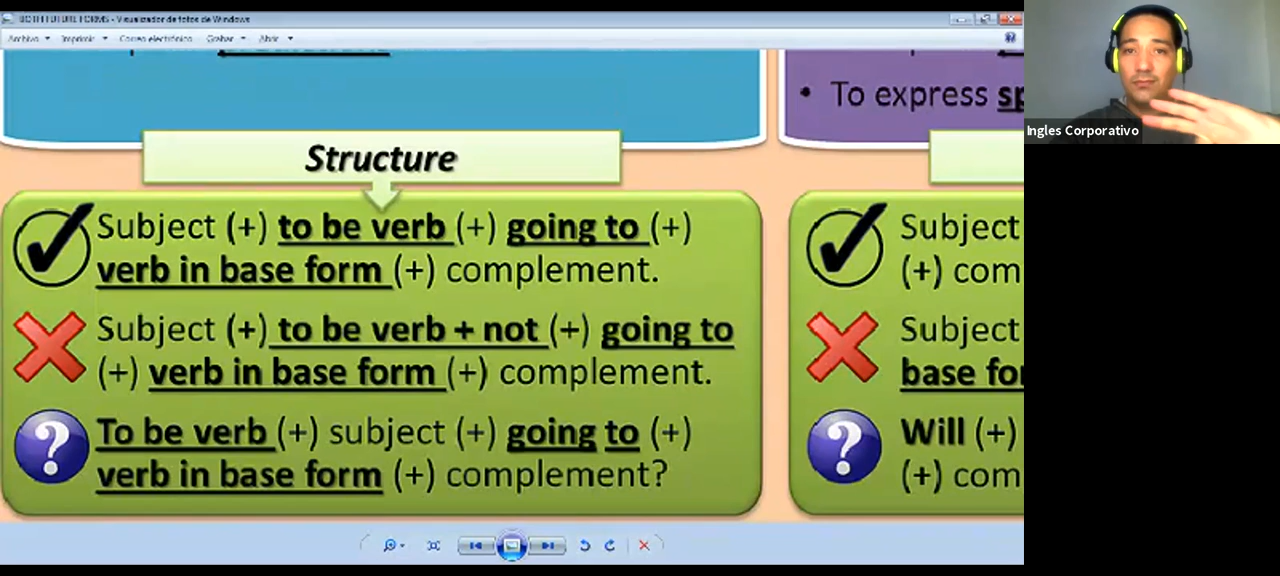 BOTH FUTURE FORMS - Visualizador de fotos de Windows
Archivo Imprimir Correo electrónico Grabar Abrir
• To express
Structure
Subject (+) to be verb (+) going to (+)
verb in base form (+) complement.
Subject (+) to be verb + not (+) going to
(+) verb in base form (+) complement.
To be verb (+) subject (+) going to (+)
verb in base form (+) complement?
Subject
(+) com
Subject
base for
Will (+)
(+) com
Ingles Corporativo